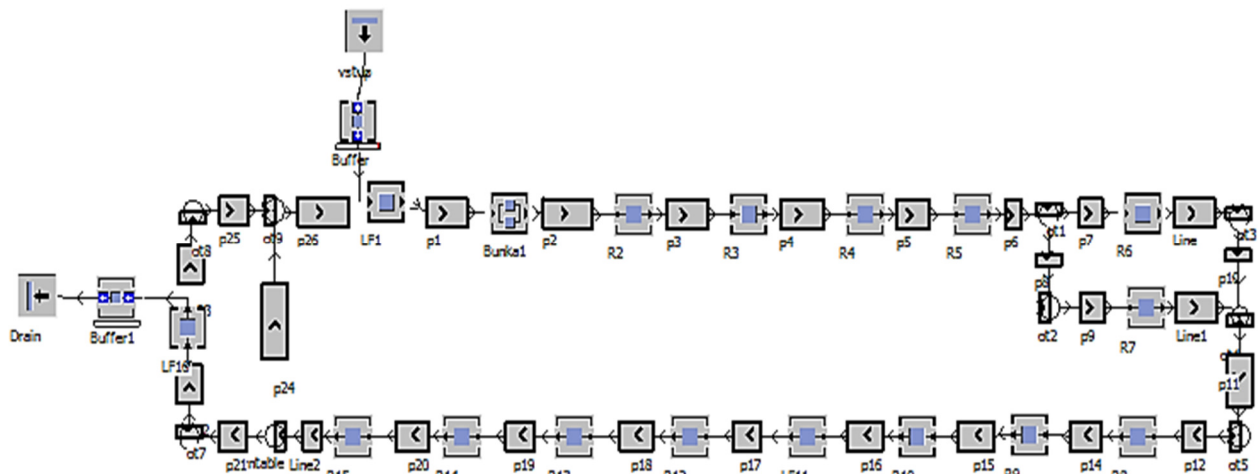 vstup
Buffer
p25
ot9
p26
LF1
p1
Bunka1
p2
R2
p3
R3
p4
R4
p5
R5
p6
ot1
p7
R6
Line
ot3
ot8
p8
p10
Drain
Buffer1
LF16
p24
ot2
p9
R7
Line1
p11
ot7
p21
Line2
p20
p19
p18
p17
p16
p15
p14
p12
ot5